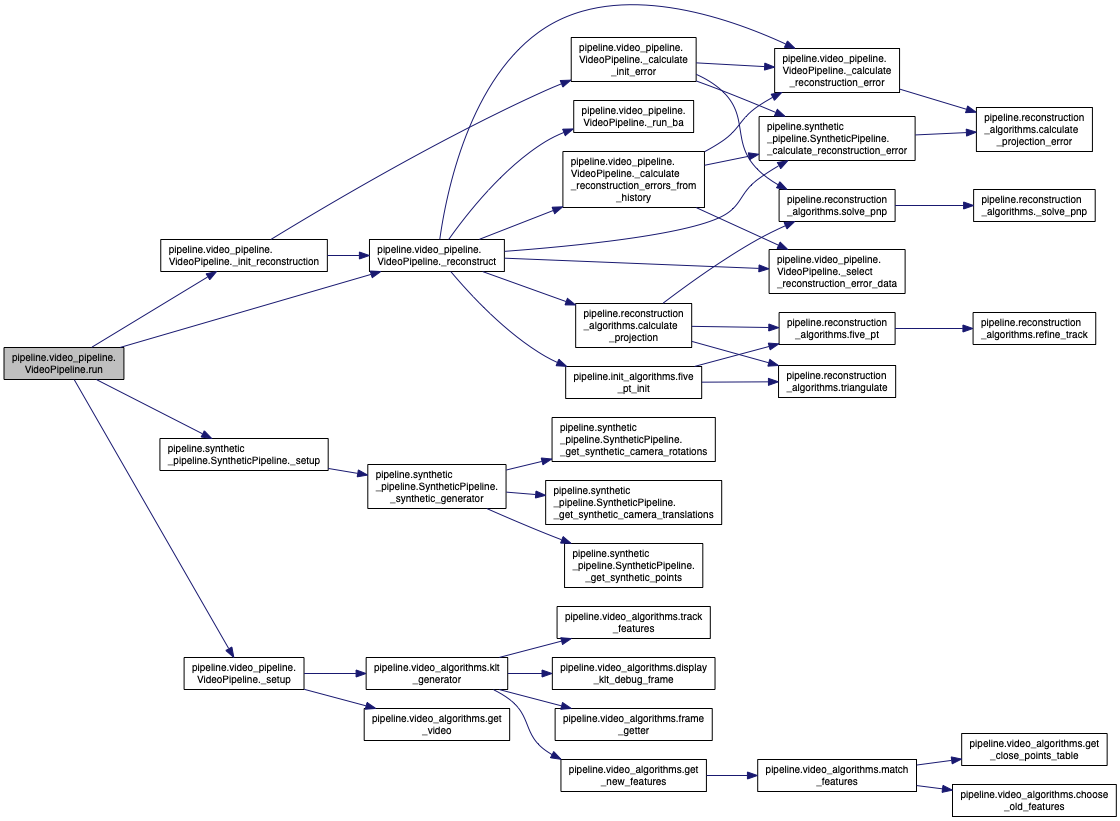 pipeline.video_pipeline.
VideoPipeline.run
pipeline.video_pipeline.
VideoPipeline._init_reconstruction
pipeline.synthetic
_pipeline.SyntheticPipeline._setup
pipeline.video_pipeline.
VideoPipeline._setup
pipeline.video_pipeline.
VideoPipeline._reconstruct
pipeline.synthetic
_pipeline.SyntheticPipeline.
_synthetic_generator
pipeline.video_algorithms.klt
_generator
pipeline.video_algorithms.get
_video
pipeline.video_pipeline.
VideoPipeline._calculate
_init_error
pipeline.video_pipeline.
VideoPipeline._run_ba
pipeline.video_pipeline.
VideoPipeline._calculate
_reconstruction_errors_from
_history
pipeline.reconstruction
_algorithms.calculate
_projection
pipeline.init_algorithms.five
_pt_init
pipeline.synthetic
_pipeline.SyntheticPipeline.
_get_synthetic_camera_rotations
pipeline.synthetic
_pipeline.SyntheticPipeline.
_get_synthetic_camera_translations
pipeline.synthetic
_pipeline.SyntheticPipeline.
_get_synthetic_points
pipeline.video_algorithms.track
_features
pipeline.video_algorithms.display
_klt_debug_frame
pipeline.video_algorithms.frame
_getter
pipeline.video_algorithms.get
_new_features
pipeline.video_pipeline.
VideoPipeline._calculate
_reconstruction_error
pipeline.synthetic
_pipeline.SyntheticPipeline.
_calculate_reconstruction_error
pipeline.reconstruction
_algorithms.solve_pnp
pipeline.video_pipeline.
VideoPipeline._select
_reconstruction_error_data
pipeline.reconstruction
_algorithms.five_pt
pipeline.reconstruction
_algorithms.triangulate
pipeline.video_algorithms.match
_features
pipeline.reconstruction
_algorithms.calculate
_projection_error
pipeline.reconstruction
_algorithms._solve_pnp
pipeline.reconstruction
_algorithms.refine_track
pipeline.video_algorithms.get
_close_points_table
pipeline.video_algorithms.choose
_old_features